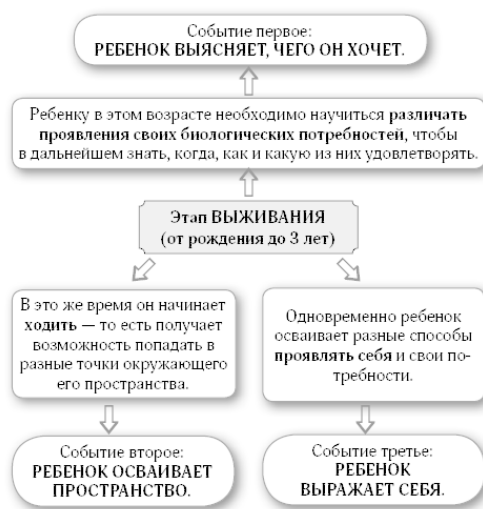 Событие первое:
РЕБЕНОК ВЫЯСНЯЕТ, ЧЕГО ОН ХОЧЕТ.
Ребенку в этом возрасте необходимо научиться различать
проявления своих биологических потребностей, чтобы
в дальнейшем знать, когда, как и какую из них удовлетворять.
Этап ВЫЖИВАНИЯ
(от рождения до 3 лет)
В это же время он начинает
ходить — то есть получает
возможность попадать в
разные точки окружающего
его пространства.
Одновременно ребенок
осваивает разные способы
проявлять себя и свои по-
требности.
Событие второе:
РЕБЕНОК ОСВАИВАЕТ
ПРОСТРАНСТВО.
Событие третье:
РЕБЕНОК
ВЫРАЖАЕТ СЕБЯ.